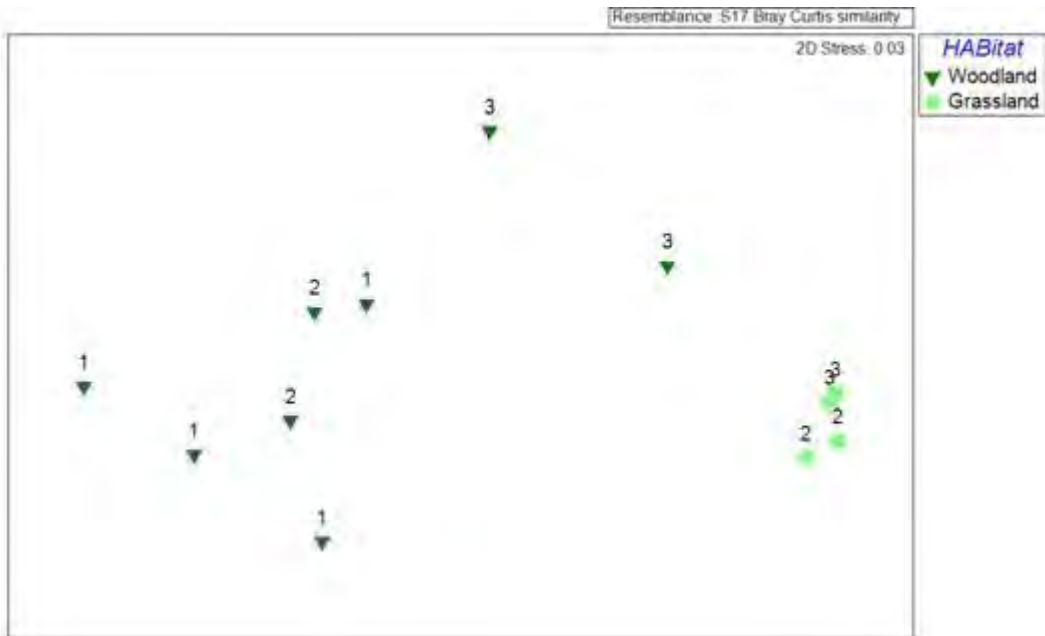 Resemblance: S17 Bray Curtis similarity
2D Stress: 0.03
HABitat
Woodland
Grassland
3
3
2
1
1
2
1
1
3
3
2
2